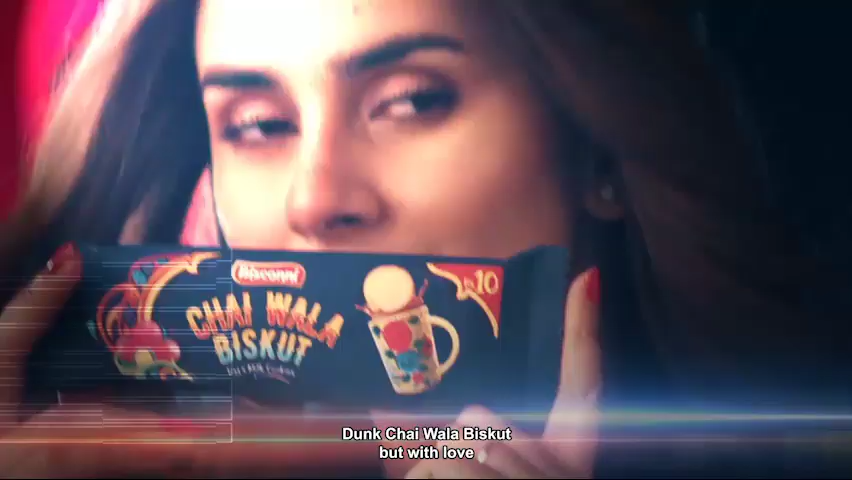 Bisconni
Rs10
CHAI WALA
BISKUT
Dunk Chai Wala Biskut
but with love